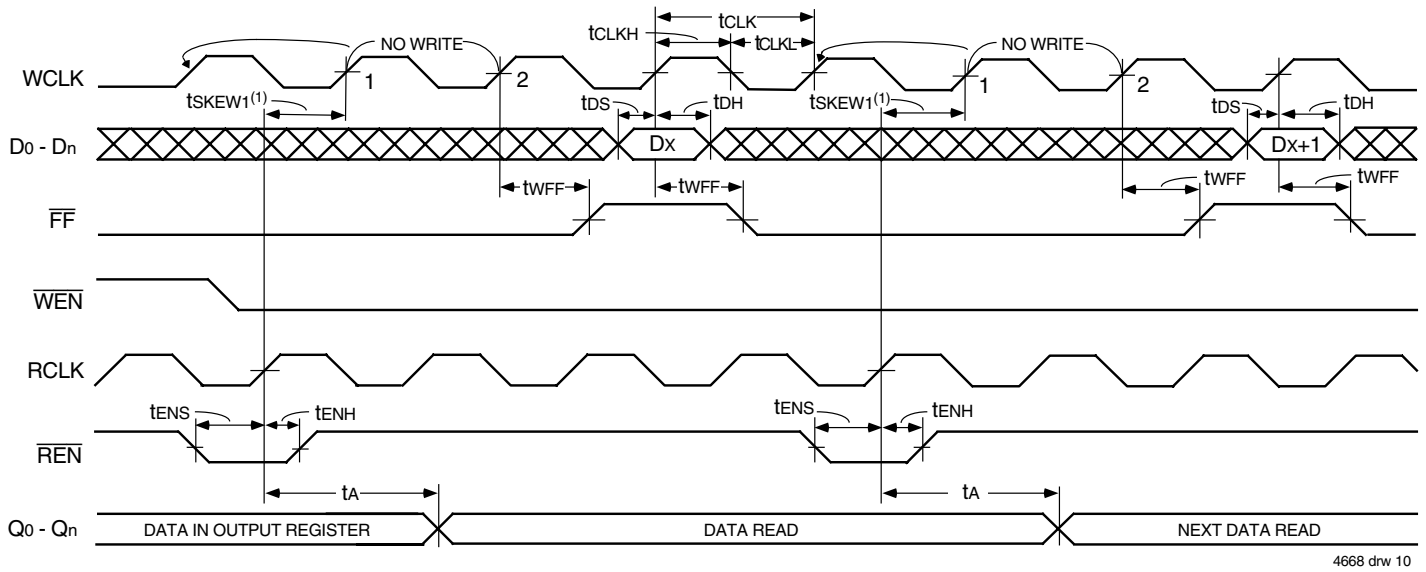 tCLK
tCLKH
tCLKL
NO WRITE
NO WRITE
WCLK
1
2
1
2
tSKEW1(1)
tDS
tDH
tSKEW1(1)
tDS
tDH
D0 - Dn
DX
DX+1
tWFF
tWFF
tWFF
tWFF
FF
WEN
RCLK
tENS
tENH
tENS
tENH
REN
tA
tA
Q0 - Qn
DATA IN OUTPUT REGISTER
DATA READ
NEXT DATA READ
4668 drw 10